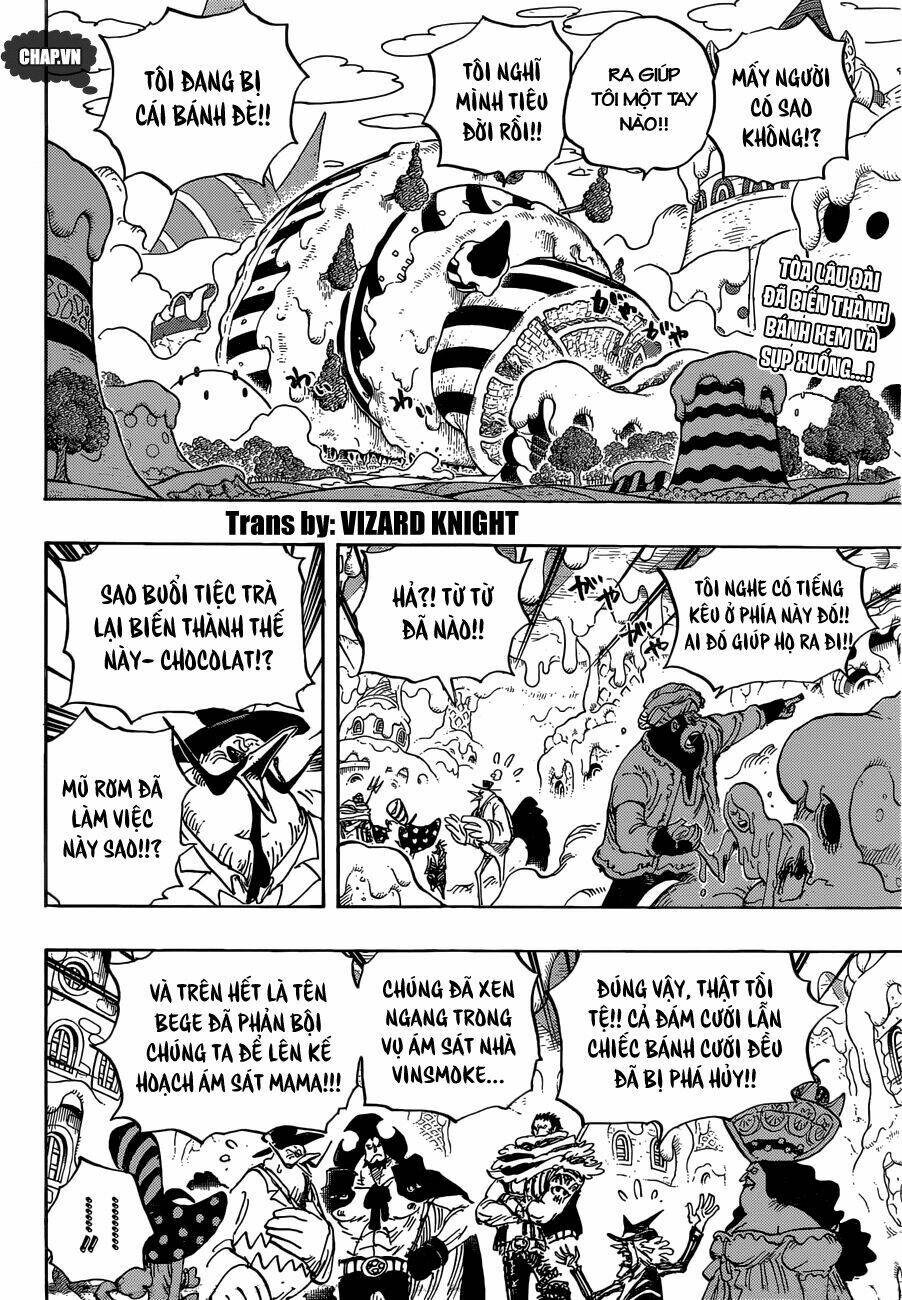 CHAP.VN
MẤY NGƯỜI
CÓ SAO
KHÔNG!?
RA GIÚP
TÔI MỘT TAY
NÀO!!
TÔI NGHĨ
MÌNH TIÊU
ĐỜI RỒI!!
TÔI ĐANG BỊ
CÁI BÁNH ĐÈ!!
TÒA LÂU ĐÀI
ĐÃ BIẾN THÀNH
BÁNH KEM VÀ
SỤP XUỐNG...!
Trans by: VIZARD KNIGHT
TÔI NGHE CÓ TIẾNG
KÊU Ở PHÍA NÀY ĐÓ!!
AI ĐÓ GIÚP HỌ RA ĐI!!
HẢ?! TỪ TỪ
ĐÃ NÀO!!
SAO BUỔI TIỆC TRÀ
LẠI BIẾN THÀNH THẾ
NÀY- CHOCOLAT!?
MŨ RƠM ĐÃ
LÀM VIỆC
NÀY SAO!!?
ĐÚNG VẬY, THẬT TỒI
TỆ!! CẢ ĐÁM CƯỚI LẪN
CHIẾC BÁNH CƯỚI ĐỀU
ĐÃ BỊ PHÁ HỦY!!
CHÚNG ĐÃ XEN
NGANG TRONG
VỤ ÁM SÁT NHÀ
VINSMOKE...
VÀ TRÊN HẾT LÀ TÊN
BEGE ĐÃ PHẢN BỘI
CHÚNG TA ĐỂ LÊN KẾ
HOẠCH ÁM SÁT MAMA!!!